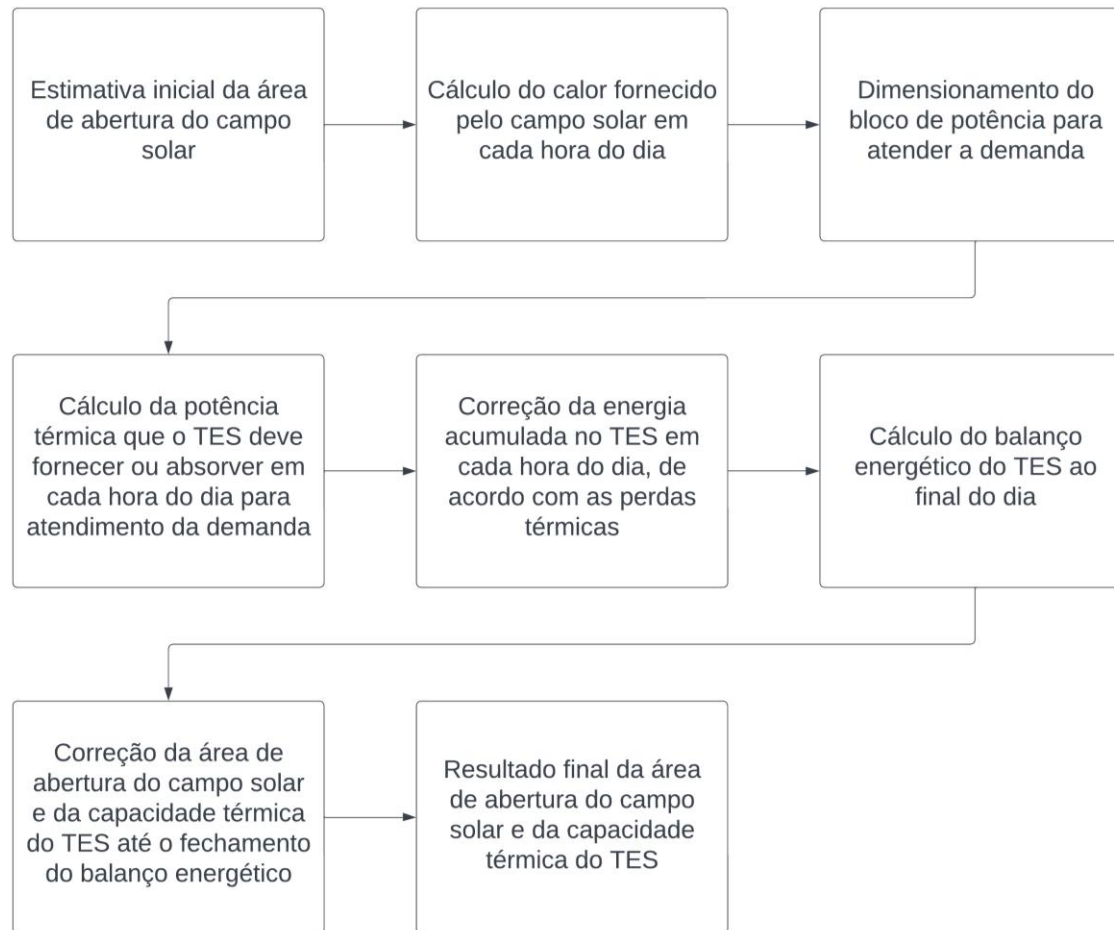 Estimativa inicial da área
de abertura do campo
solar
Cálculo do calor fornecido
pelo campo solar em
cada hora do dia
Dimensionamento do
bloco de potência para
atender a demanda
Cálculo da potência
térmica que o TES deve
fornecer ou absorver em
cada hora do dia para
atendimento da demanda
Correção da energia
acumulada no TES em
cada hora do dia, de
acordo com as perdas
térmicas
Cálculo do balanço
energético do TES ao
final do dia
Correção da área de
abertura do campo solar
e da capacidade térmica
do TES até o fechamento
do balanço energético
Resultado final da área
de abertura do campo
solar e da capacidade
térmica do TES